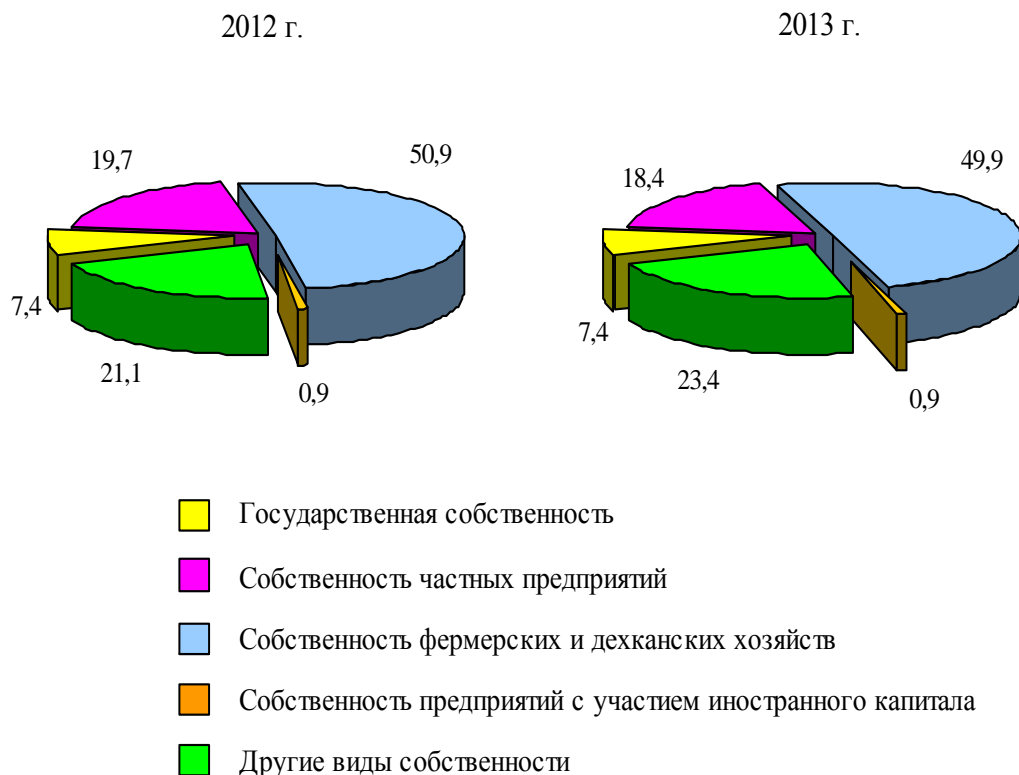 2012 г.
2013 г.
19,7
50,9
7,4
21,1
0,9
18,4
49,9
7,4
23,4
0,9
Государственная собственность
Собственность частных предприятий
Собственность фермерских и дехканских хозяйств
Собственность предприятий с участием иностранного капитала
Другие виды собственности